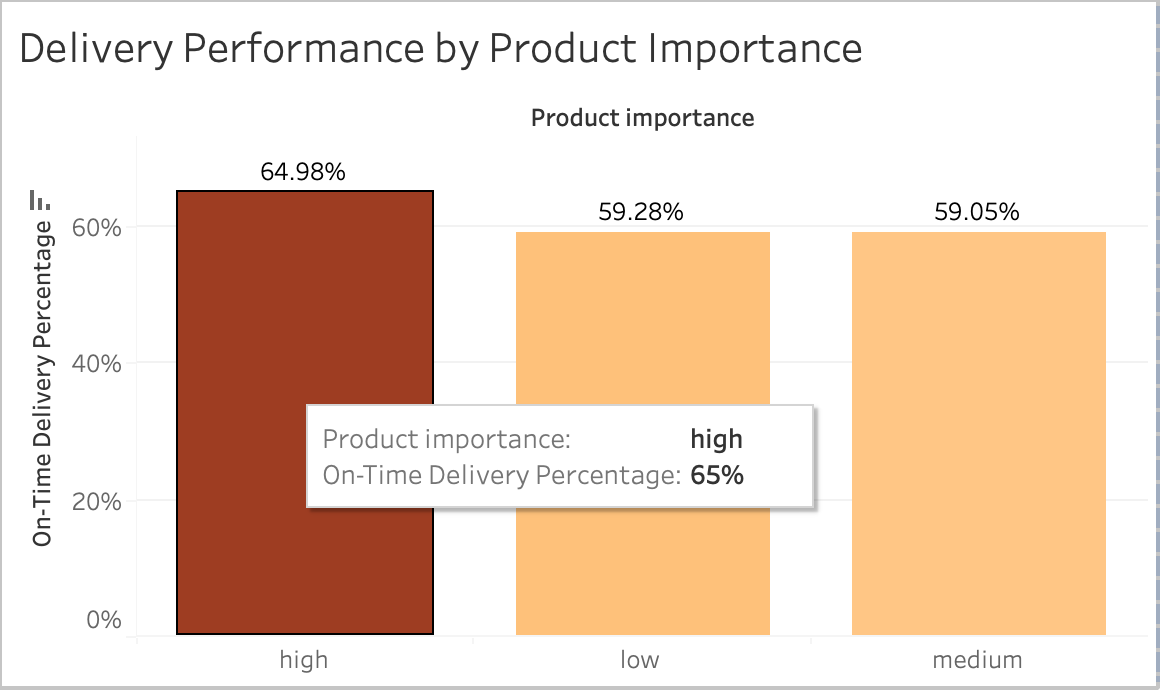 Delivery Performance by Product Importance
Product importance
On-Time Delivery Percentage
60%
40%
20%
0%
64.98%
59.28%
59.05%
Product importance: high
On-Time Delivery Percentage: 65%
high
low
medium